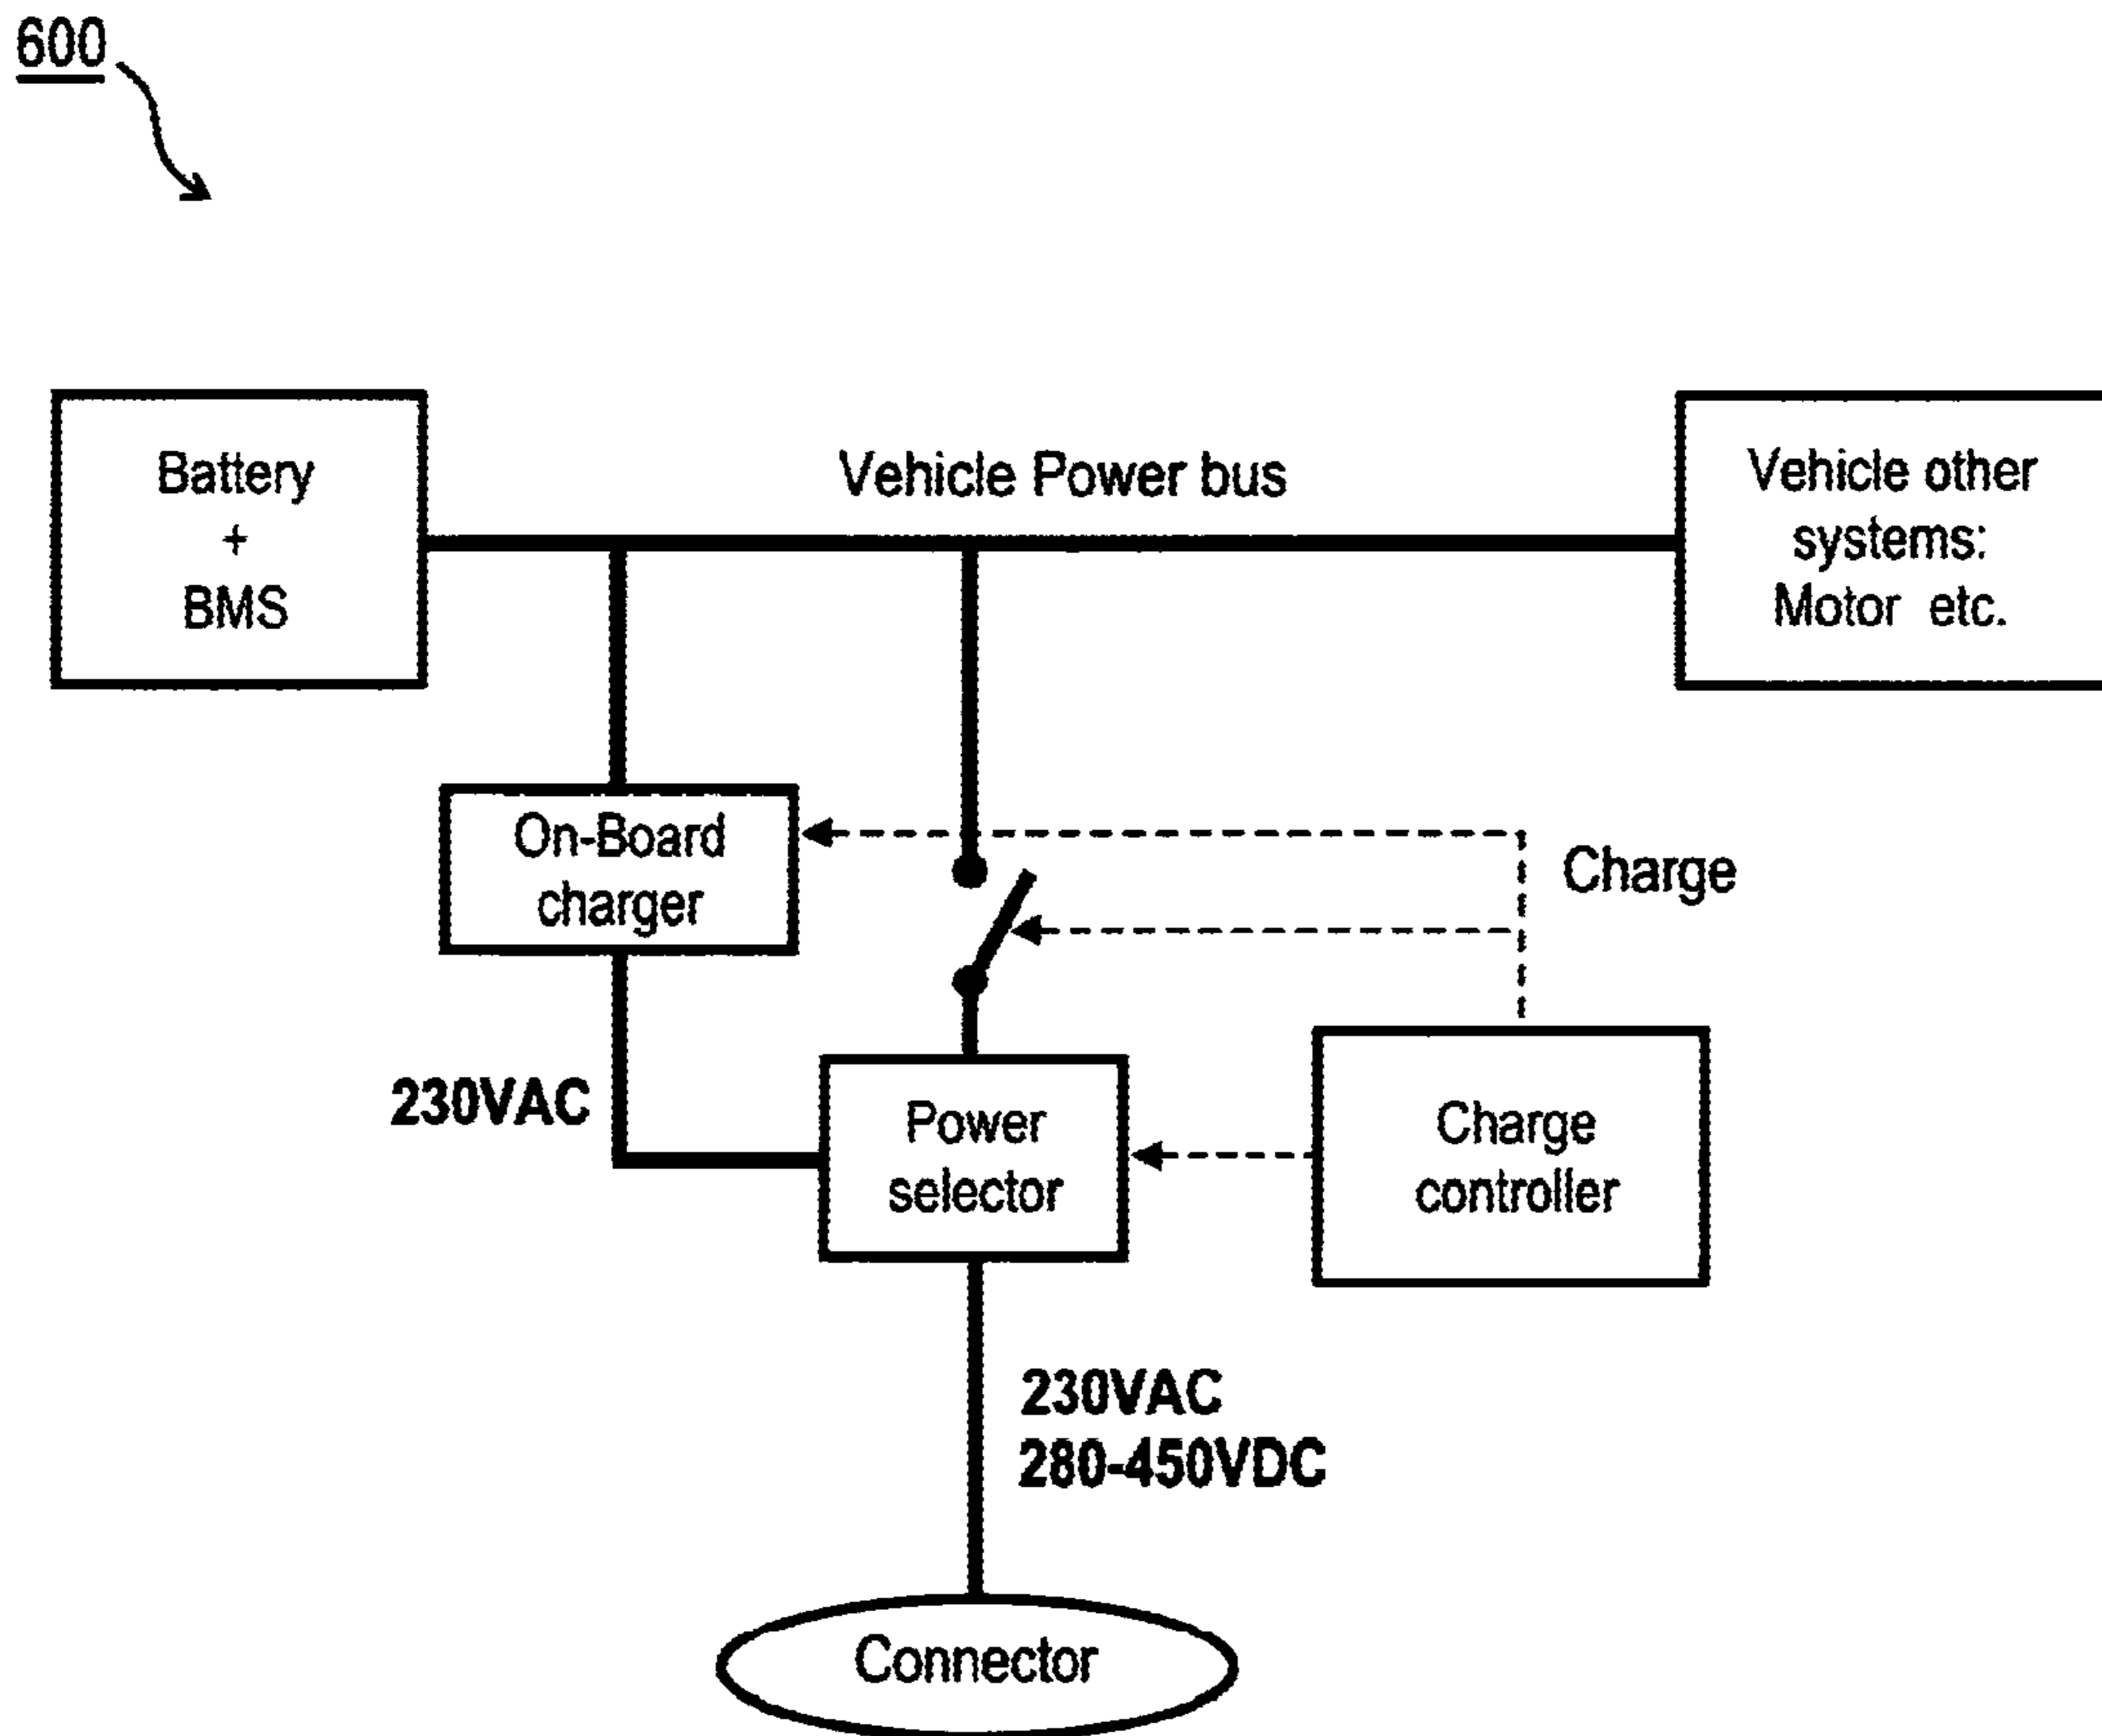 600
Battery
+
BMS
Vehicle Power bus
Vehicle other
systems:
Motor etc.
On-Board
charger
Charge
230VAC
Power
selector
Charge
controller
230VAC
280-450VDC
Connector